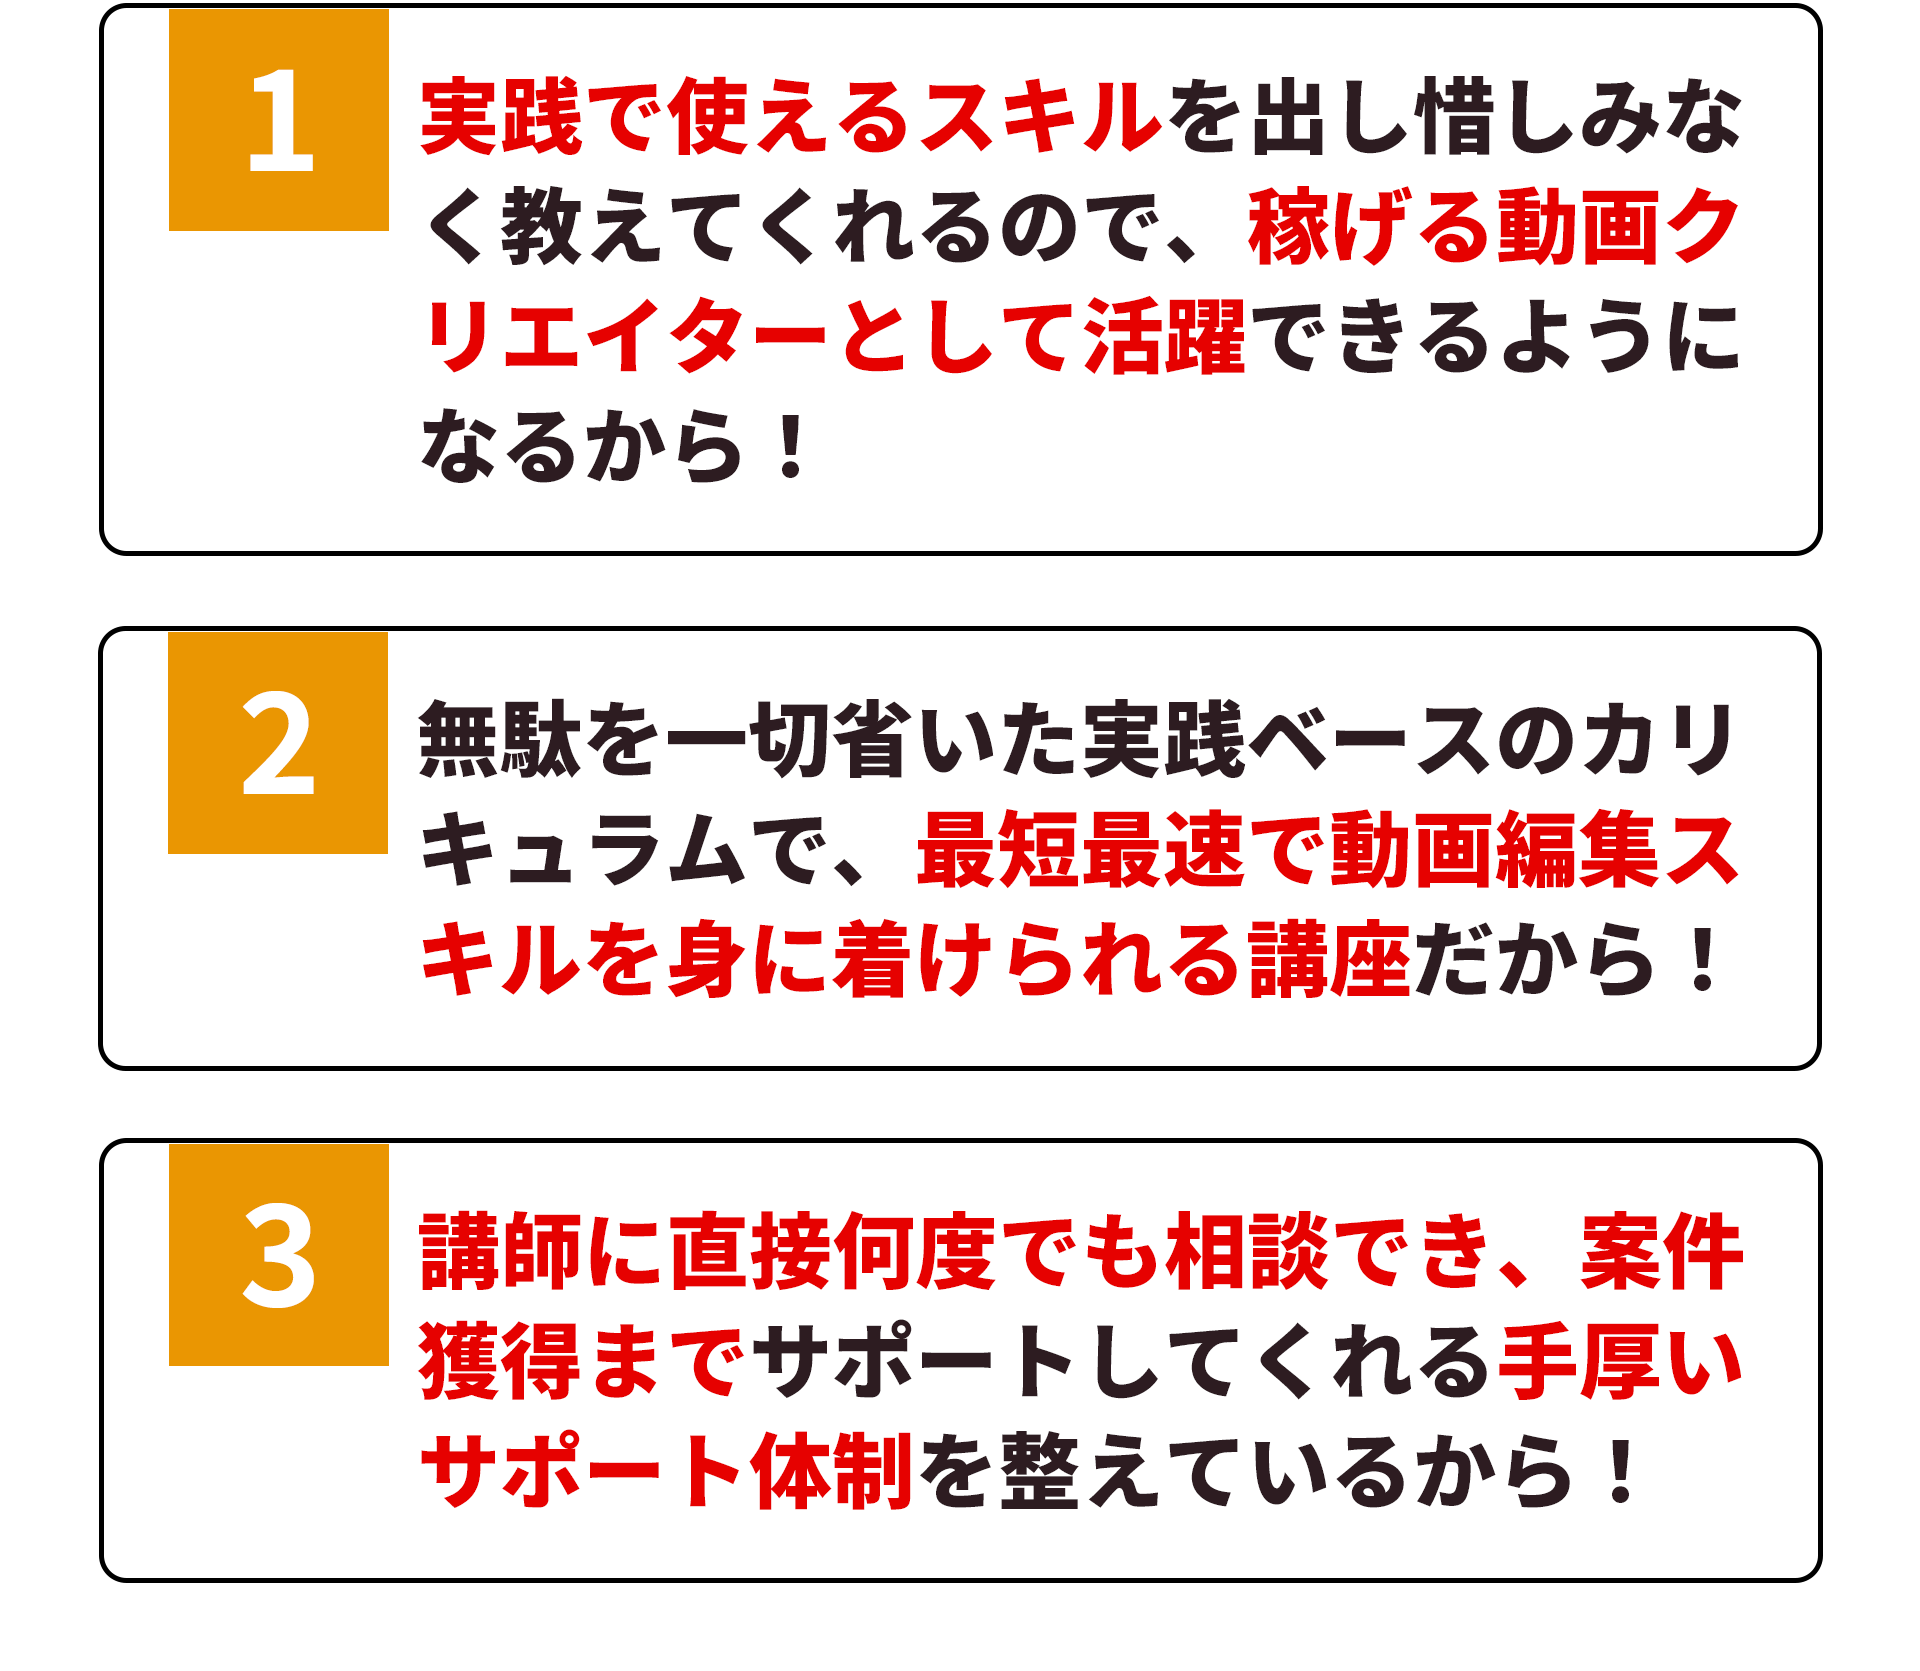 1
実践で使えるスキルを出し惜しみな
く教えてくれるので、稼げる動画ク
リエイターとして活躍できるように
なるから！
2
無駄を一切省いた実践ベースのカリ
キュラムで、最短最速で動画編集ス
キルを身に着けられる講座だから！
3
講師に直接何度でも相談でき、案件
獲得までサポートしてくれる手厚い
サポート体制を整えているから！